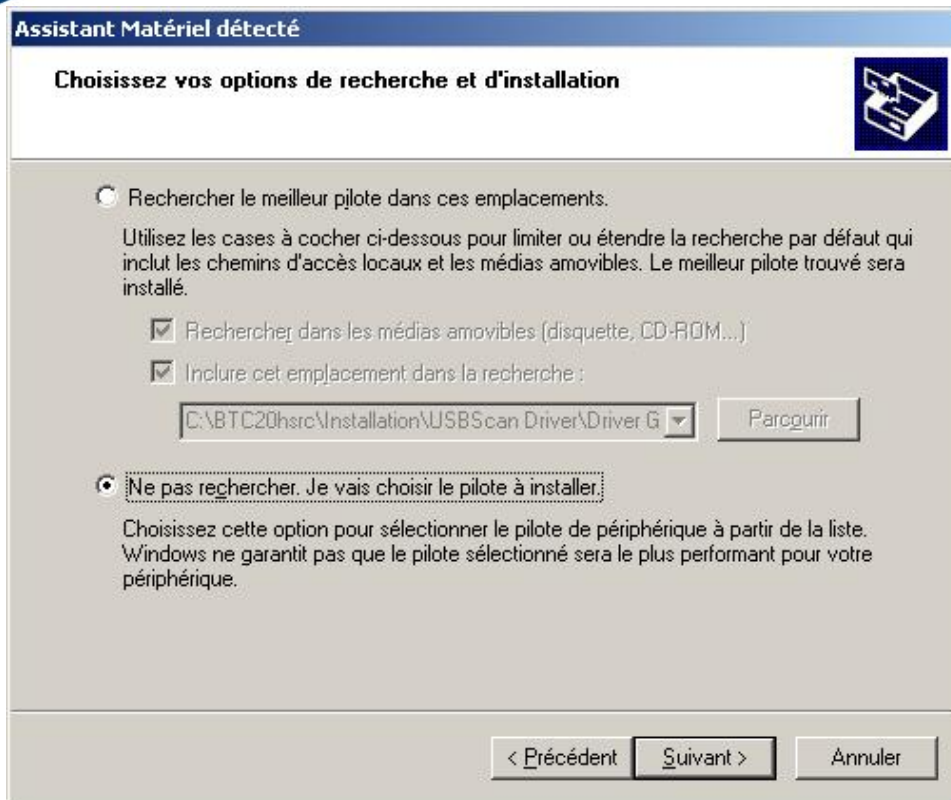 Assistant Matériel détecté
Choisissez vos options de recherche et d'installation
Rechercher le meilleur pilote dans ces emplacements.
Utilisez les cases à cocher ci-dessous pour limiter ou étendre la recherche par défaut qui
inclut les chemins d'accès locaux et les médias amovibles. Le meilleur pilote trouvé sera
installé.
Rechercher dans les médias amovibles (disquette, CD-ROM...)
Inclure cet emplacement dans la recherche :
C:\BTC20hsrc\Installation\USBScan Driver\Driver G
Parcourir
Ne pas rechercher. Je vais choisir le pilote à installer.
Choisissez cette option pour sélectionner le pilote de périphérique à partir de la liste.
Windows ne garantit pas que le pilote sélectionné sera le plus performant pour votre
périphérique.
< Précédent Suivant > Annuler